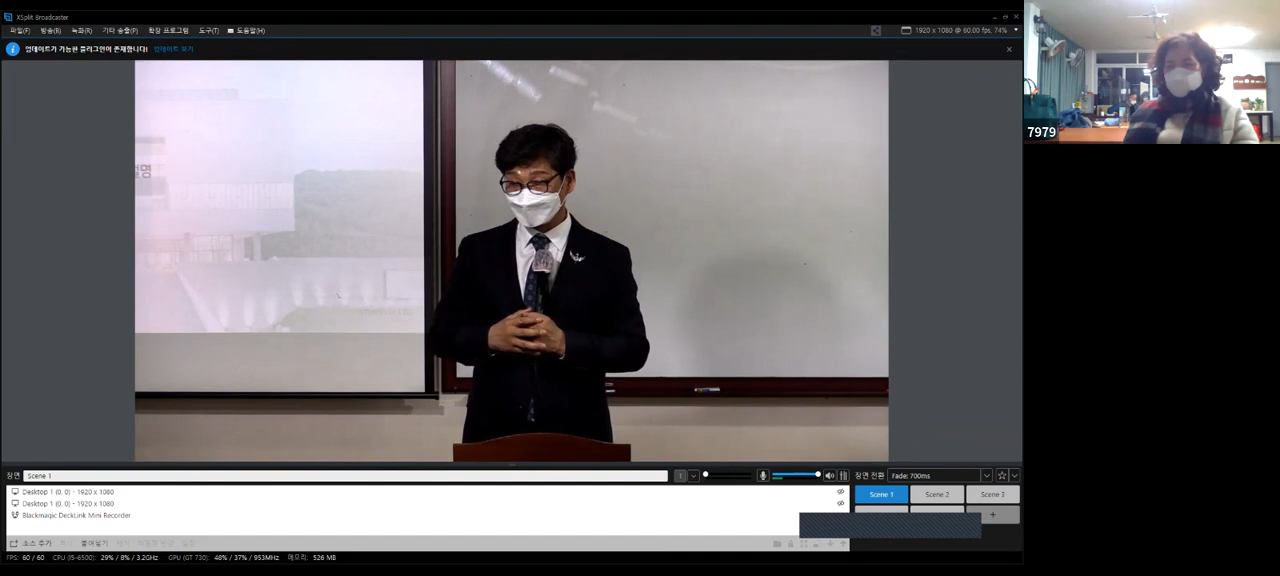 XSplit Broadcaster
파일(F) 방송(B) 녹화(R) 기타 송출(P) 확장 프로그램 도구(T) 도움말(H)
1920 x 1080 @ 60.00 fps, 74%
업데이트가 가능한 플러그인이 존재합니다! 업데이트 보기
7979
장면 Scene 1
장면 전환 Fade: 700ms
Desktop 1 (0, 0) - 1920 x 1080
Desktop 1 (0, 0) - 1920 x 1080
Blackmagic DeckLink Mini Recorder
Scene 1 Scene 2 Scene 3
소스 추가 붙여넣기
FPS: 60 / 60 CPU (i5-6500): 29% / 8% / 3.2GHz GPU (GT 730): 48% / 37% / 953MHz 메모리: 526 MB